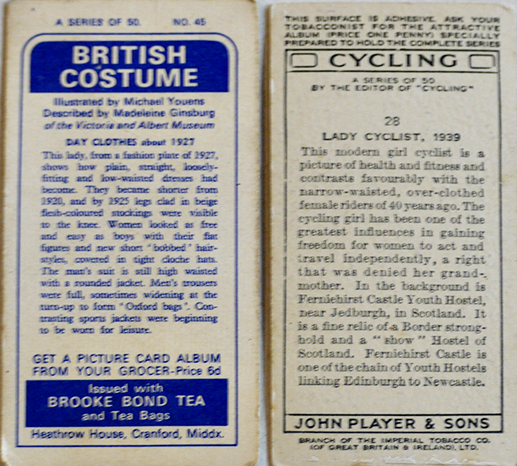 A SERIES OF 50. NO. 45
BRITISH
COSTUME
Illustrated by Michael Youens
Described by Madeleine Ginsburg
of the Victoria and Albert Museum
DAY CLOTHES about 1927
This lady, from a fashion plate of 1927,
shows how plain, straight, loosely-
fitting and low-waisted dresses had
become. They became shorter from
1920, and by 1925 legs clad in beige
flesh-coloured stockings were visible
to the knee. Women looked as free
and easy as boys with their flat
figures and new short 'bobbed' hair-
styles, covered in tight cloche hats.
The man's suit is still high waisted
with a rounded jacket. Men's trousers
were full, sometimes widening at the
turn-up to form 'Oxford bags'. Con-
trasting sports jackets were beginning
to be worn for leisure.
GET A PICTURE CARD ALBUM
FROM YOUR GROCER-Price 6d
Issued with
BROOKE BOND TEA
and Tea Bags
Heathrow House, Cranford, Middx.
THIS SURFACE IS ADHESIVE. ASK YOUR
TOBACCONIST FOR THE ATTRACTIVE
ALBUM (PRICE ONE PENNY) SPECIALLY
PREPARED TO HOLD THE COMPLETE SERIES
CYCLING
A SERIES OF 50
BY THE EDITOR OF "CYCLING"
28
LADY CYCLIST, 1939
This modern girl cyclist is a
picture of health and fitness and
contrasts favourably with the
narrow-waisted, over-clothed
female riders of 40 years ago. The
cycling girl has been one of the
greatest influences in gaining
freedom for women to act and
travel independently, a right
that was denied her grand-
mother. In the background is
Ferniehirst Castle Youth Hostel,
near Jedburgh, in Scotland. It
is a fine relic of a Border strong-
hold and a "show" Hostel of
Scotland. Ferniehirst Castle is
one of the chain of Youth Hostels
linking Edinburgh to Newcastle.
JOHN PLAYER & SONS
BRANCH OF THE IMPERIAL TOBACCO CO.
(OF GREAT BRITAIN & IRELAND), LTD.